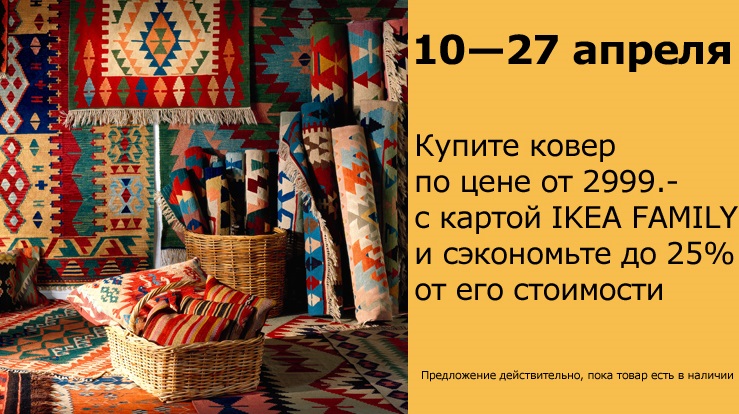 10—27 апреля
Купите ковер
по цене от 2999.-
с картой IKEA FAMILY
и сэкономьте до 25%
от его стоимости
Предложение действительно, пока товар есть в наличии